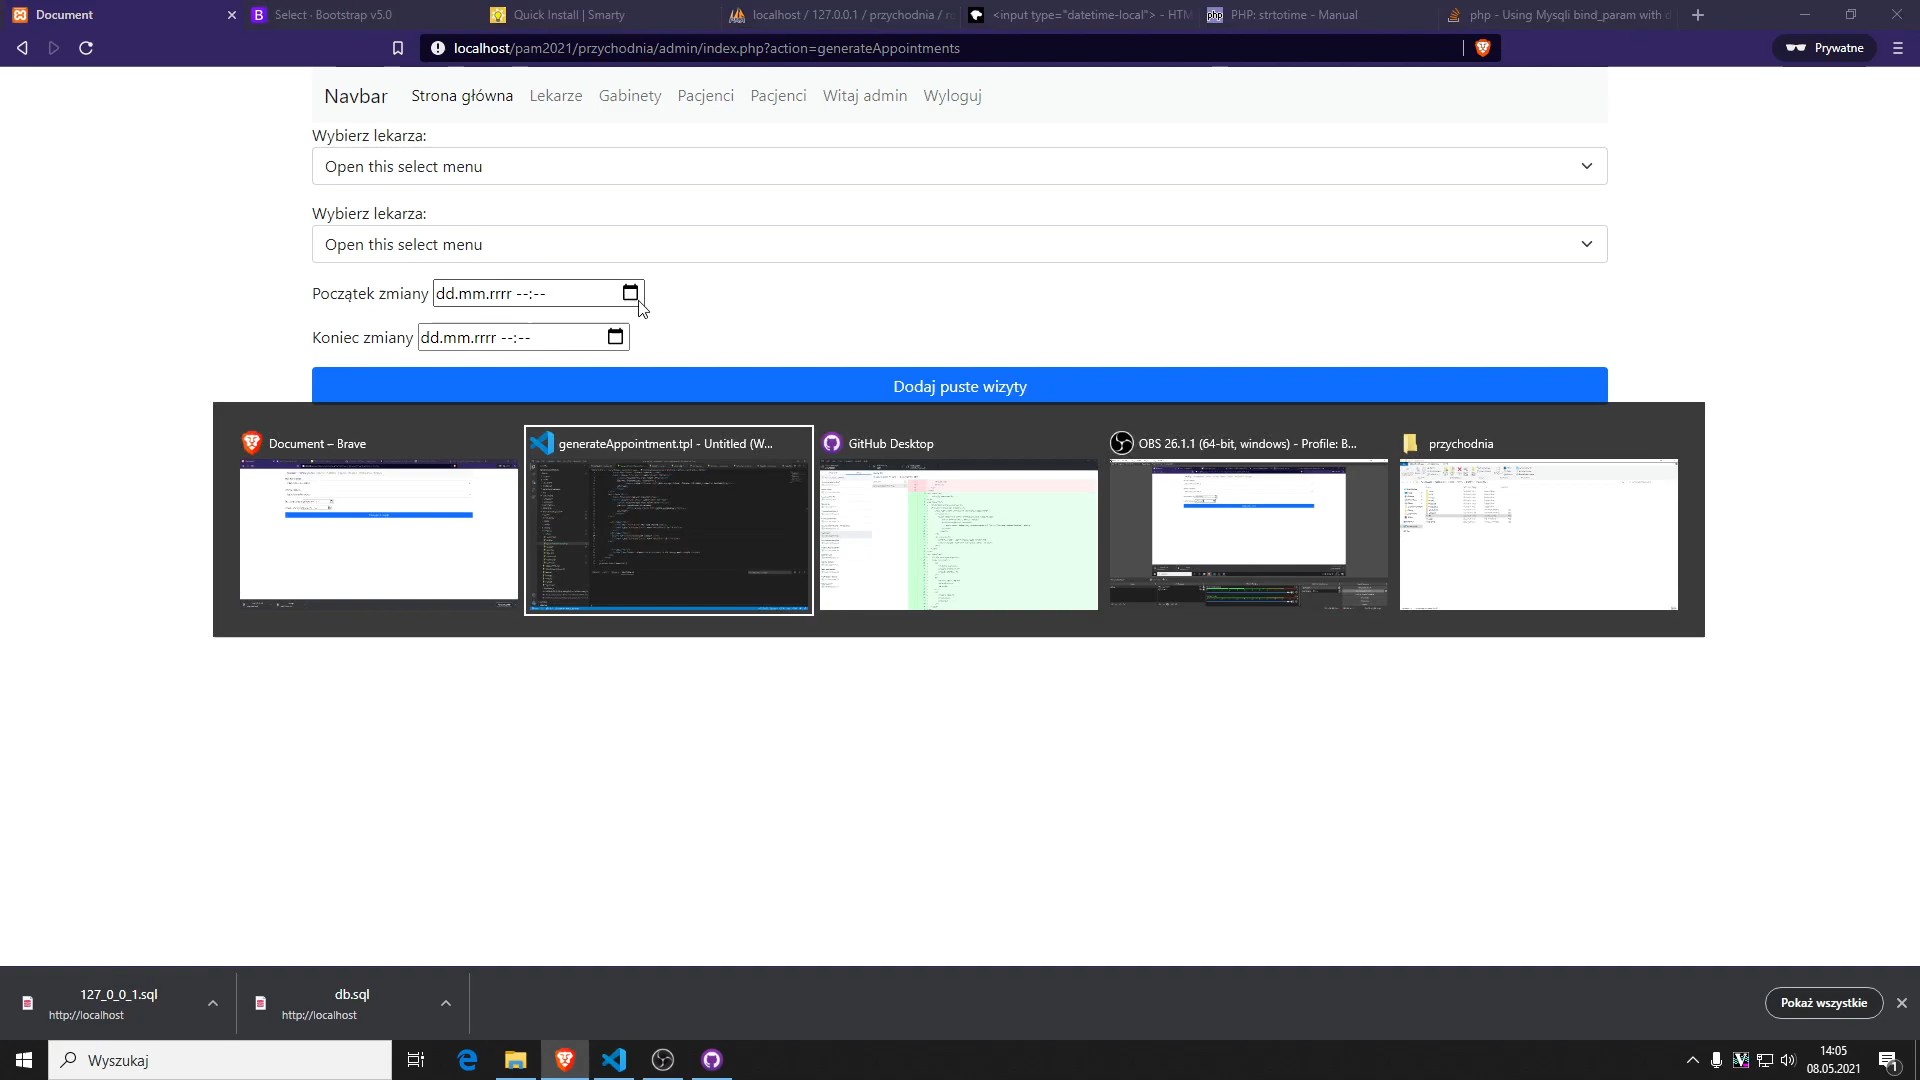 Document
Select · Bootstrap v5.0
Quick Install | Smarty
localhost / 127.0.0.1 / przychodnia /
<input type="datetime-local"> - HTM
php
PHP: strtotime - Manual
php - Using Mysqli bind_param with
localhost/pam2021/przychodnia/admin/index.php?action=generateAppointments
Prywatne
Navbar Strona główna Lekarze Gabinety Pacjenci Pacjenci Witaj admin Wyloguj
Wybierz lekarza:
Open this select menu
Wybierz lekarza:
Open this select menu
Początek zmiany dd.mm.rrrr --:--
Koniec zmiany dd.mm.rrrr --:--
Dodaj puste wizyty
Document – Brave
generateAppointment.tpl - Untitled (W...
GitHub Desktop
OBS 26.1.1 (64-bit, windows) - Profile: B...
przychodnia
127_0_0_1.sql
http://localhost
db.sql
http://localhost
Pokaż wszystkie
Wyszukaj
14:05
08.05.2021
1